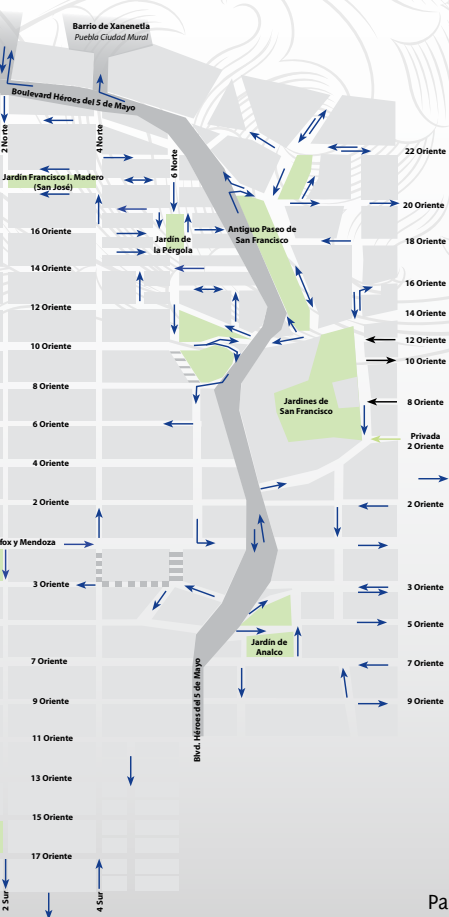 Barrio de Xanenetla
Puebla Ciudad Mural
Boulevard Héroes del 5 de Mayo
2 Norte
4 Norte
6 Norte
22 Oriente
Jardín Francisco I. Madero
(San José)
20 Oriente
16 Oriente
Antiguo Paseo de
San Francisco
18 Oriente
Jardín de
la Pérgola
14 Oriente
16 Oriente
12 Oriente
14 Oriente
10 Oriente
12 Oriente
10 Oriente
8 Oriente
Jardines de
San Francisco
8 Oriente
6 Oriente
Privada
2 Oriente
4 Oriente
2 Oriente
2 Oriente
fox y Mendoza
3 Oriente
3 Oriente
5 Oriente
Jardín de
Analco
7 Oriente
7 Oriente
Blvd. Héroes del 5 de Mayo
9 Oriente
9 Oriente
11 Oriente
13 Oriente
15 Oriente
17 Oriente
2 Sur
4 Sur
Pa